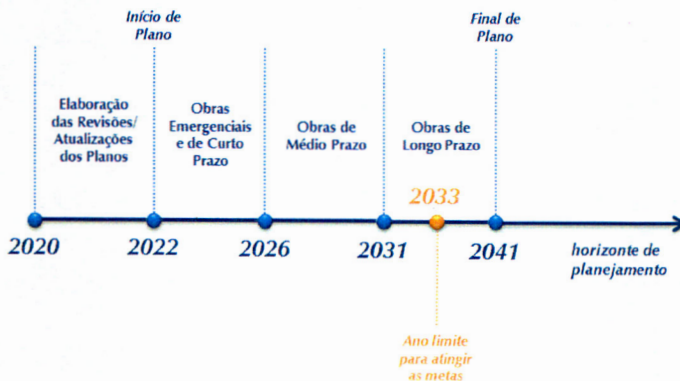 Início de
Plano
Final de
Plano
Elaboração
das Revisões/
Atualizações
dos Planos
Obras
Emergenciais
e de Curto
Prazo
Obras de
Médio Prazo
Obras de
Longo Prazo
2033
2020
2022
2026
2031
2041
horizonte de
planejamento
Ano limite
para atingir
as metas